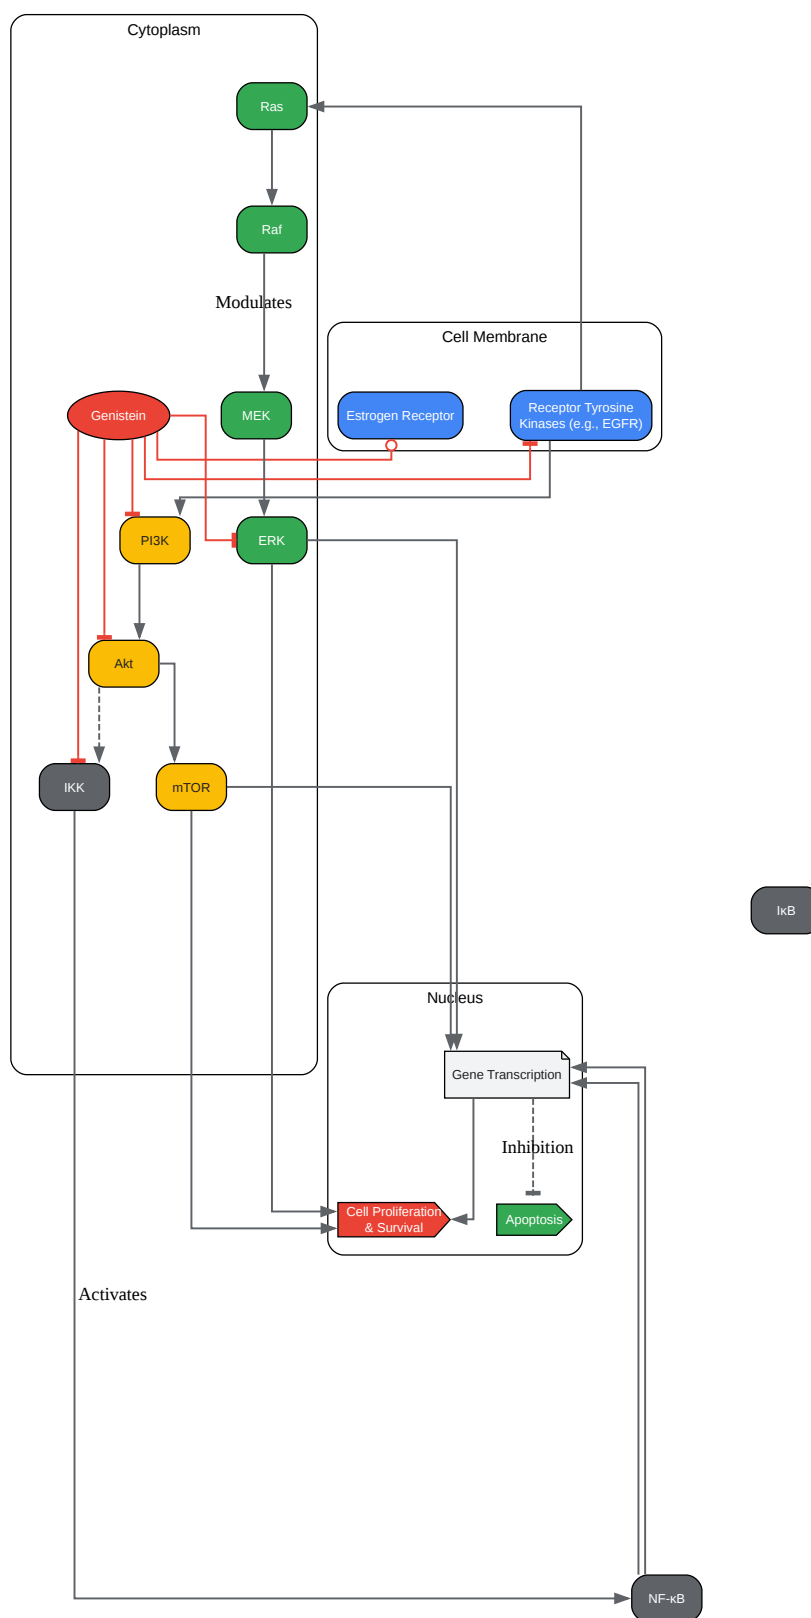 Cytoplasm
Ras
Raf
Modulates
Cell Membrane
Genistein
MEK
Estrogen Receptor
Receptor Tyrosine
Kinases (e.g., EGFR)
PI3K
ERK
Akt
IKK
mTOR
IκB
Nucleus
Gene Transcription
Inhibition
Cell Proliferation
& Survival
Apoptosis
Activates
NF-κB